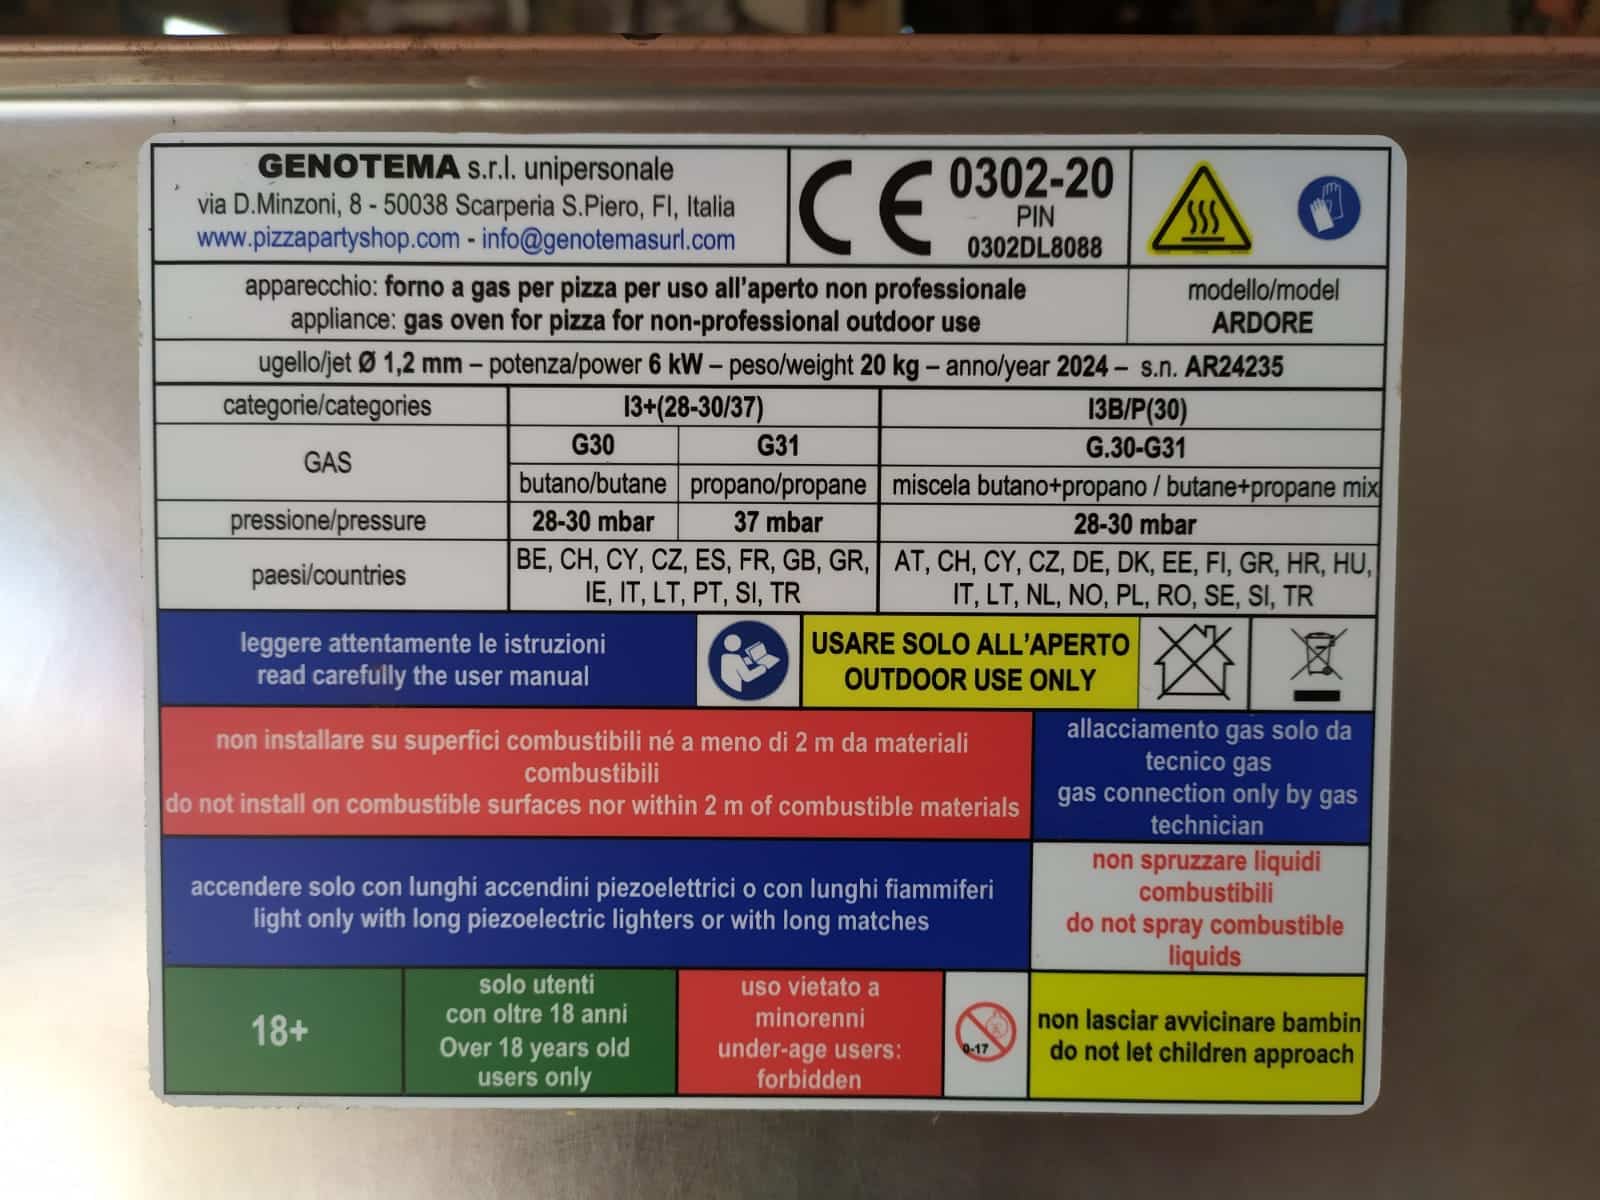 GENOTEMA s.r.l. unipersonale
via D.Minzoni, 8 - 50038 Scarperia S.Piero, FI, Italia
www.pizzapartyshop.com - info@genotemasurl.com
CE 0302-20
PIN
0302DL8088
apparecchio: forno a gas per pizza per uso all'aperto non professionale
appliance: gas oven for pizza for non-professional outdoor use
modello/model
ARDORE
ugello/jet Ø 1,2 mm – potenza/power 6 kW – peso/weight 20 kg – anno/year 2024 – s.n. AR24235
categorie/categories I3+(28-30/37) I3B/P(30)
GAS
G30 G31 G.30-G31
butano/butane propano/propane miscela butano+propano / butane+propane mix
pressione/pressure 28-30 mbar 37 mbar 28-30 mbar
paesi/countries
BE, CH, CY, CZ, ES, FR, GB, GR,
IE, IT, LT, PT, SI, TR
AT, CH, CY, CZ, DE, DK, EE, FI, GR, HR, HU,
IT, LT, NL, NO, PL, RO, SE, SI, TR
leggere attentamente le istruzioni
read carefully the user manual
USARE SOLO ALL'APERTO
OUTDOOR USE ONLY
non installare su superfici combustibili né a meno di 2 m da materiali
combustibili
do not install on combustible surfaces nor within 2 m of combustible materials
allacciamento gas solo da
tecnico gas
gas connection only by gas
technician
accendere solo con lunghi accendini piezoelettrici o con lunghi fiammiferi
light only with long piezoelectric lighters or with long matches
non spruzzare liquidi
combustibili
do not spray combustible
liquids
18+
solo utenti
con oltre 18 anni
Over 18 years old
users only
uso vietato a
minorenni
under-age users:
forbidden
0-17
non lasciar avvicinare bambin
do not let children approach